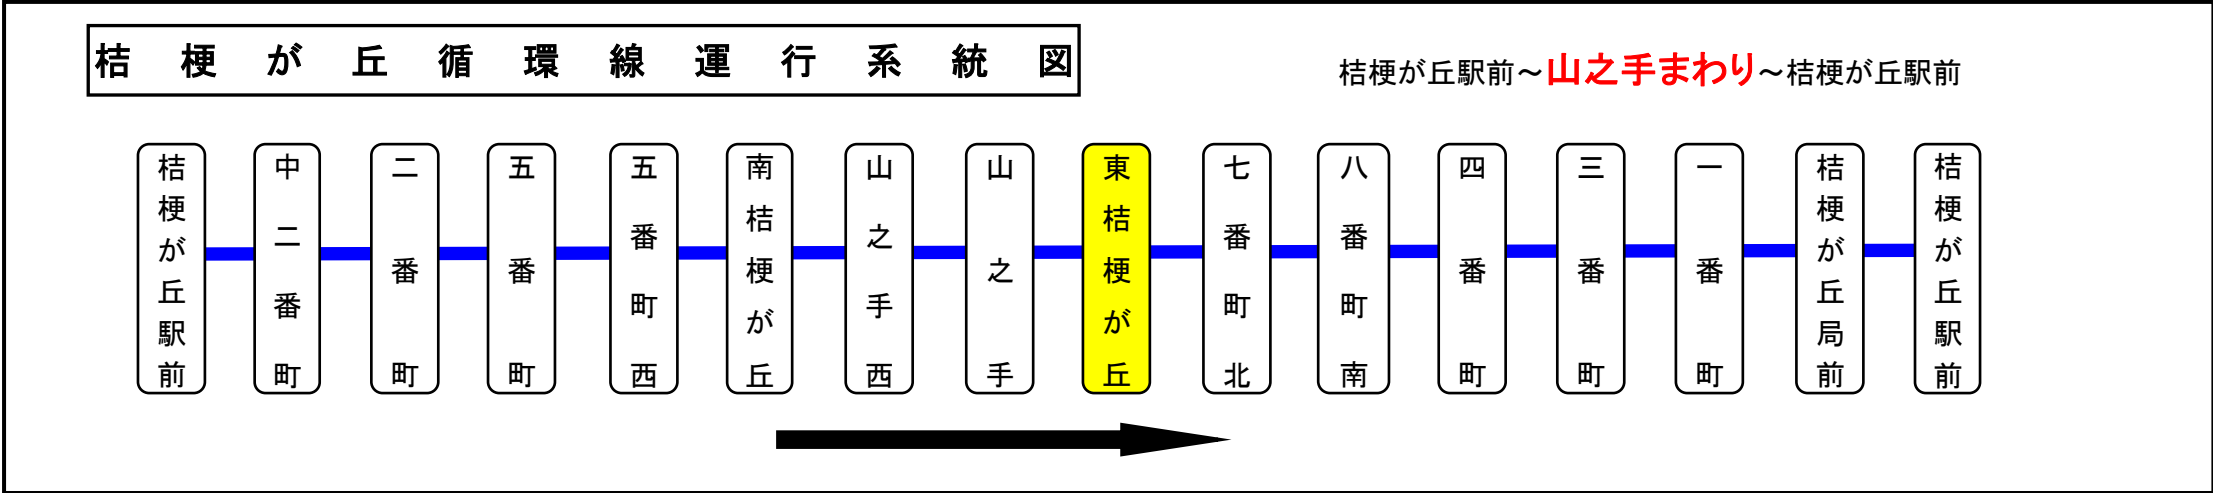 桔梗が丘循環線運行系統図
桔梗が丘駅前～山之手まわり～桔梗が丘駅前
桔梗が丘駅前
中二番町
二番町
五番町
五番町西
南桔梗が丘
山之手西
山之手
東桔梗が丘
七番町北
八番町南
四番町
三番町
一番町
桔梗が丘局前
桔梗が丘駅前